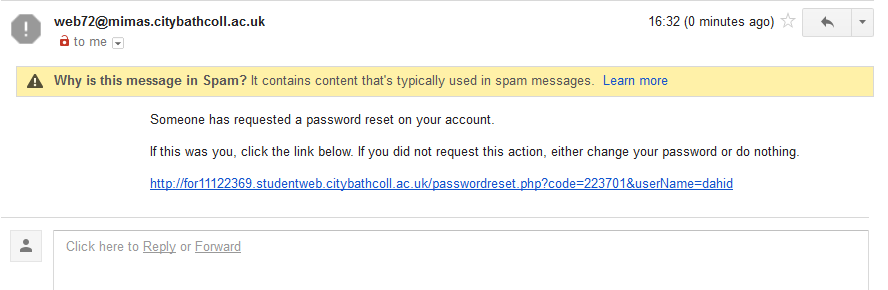 web72@mimas.citybathcoll.ac.uk 16:32 (0 minutes ago)
to me
Why is this message in Spam? It contains content that's typically used in spam messages. Learn more
Someone has requested a password reset on your account.
If this was you, click the link below. If you did not request this action, either change your password or do nothing.
http://for11122369.studentweb.citybathcoll.ac.uk/passwordreset.php?code=223701&userName=dahid
Click here to Reply or Forward